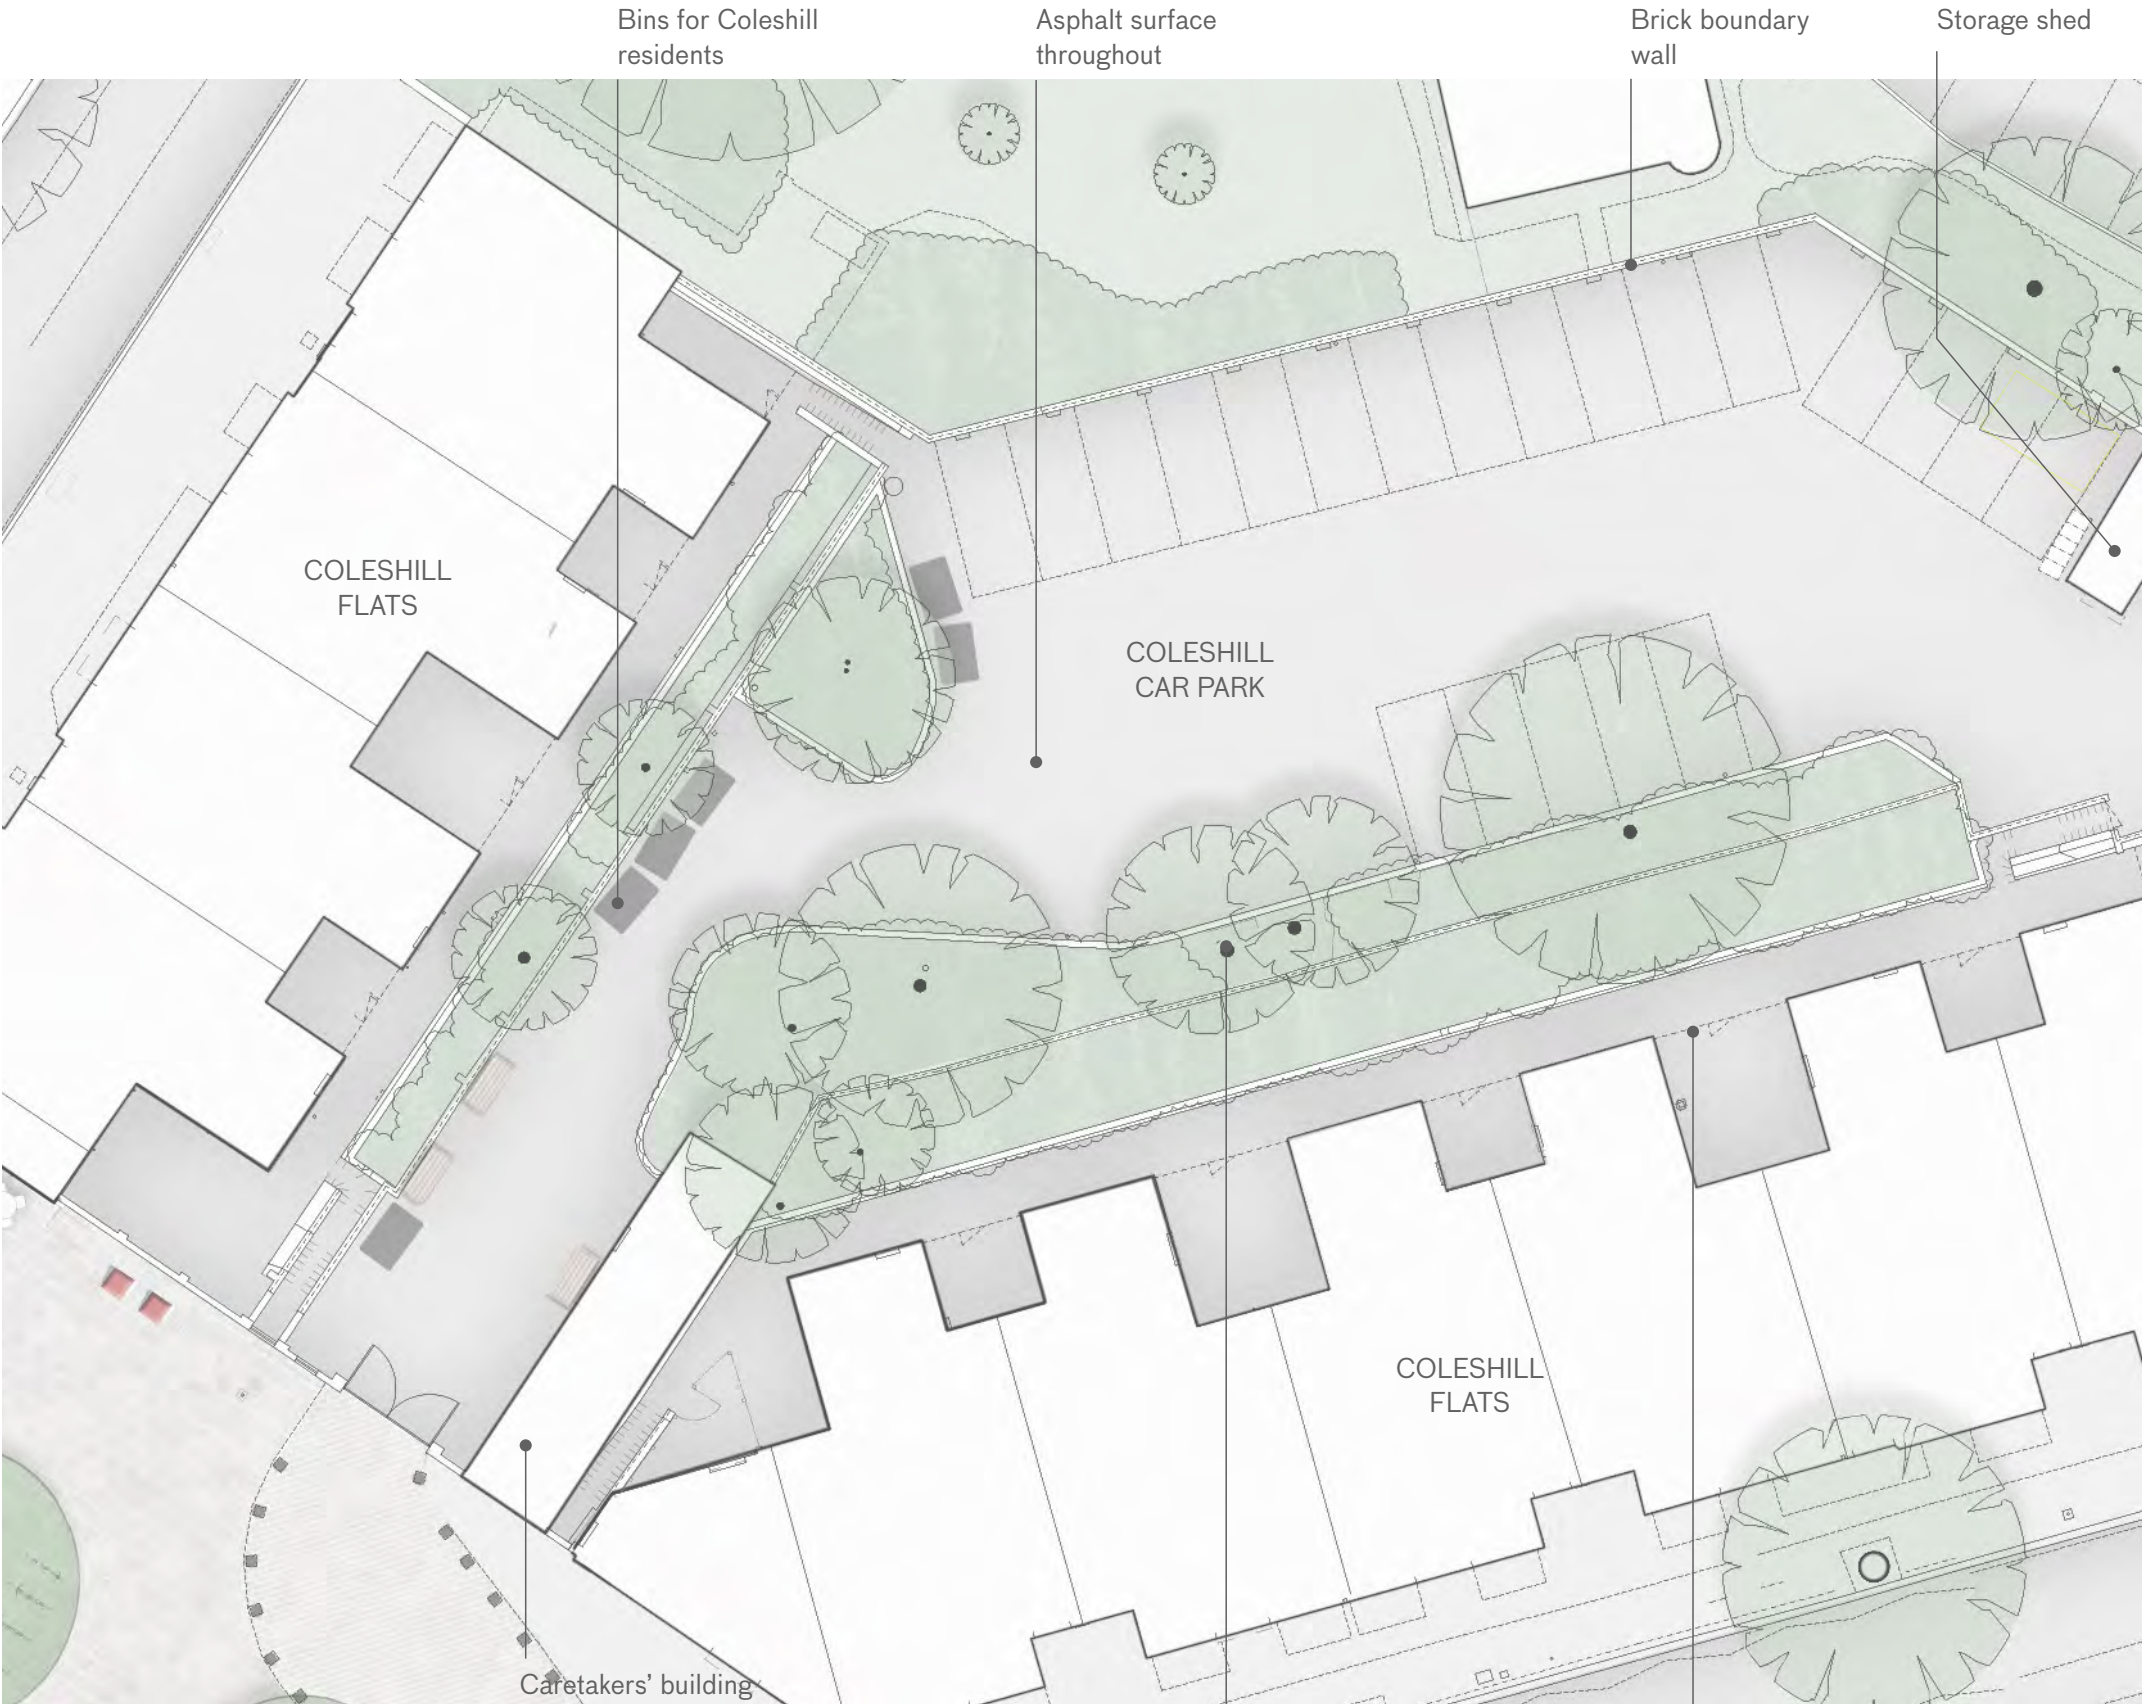 Bins for Coleshill
residents
Asphalt surface
throughout
Brick boundary
wall
Storage shed
COLESHILL
FLATS
COLESHILL
CAR PARK
COLESHILL
FLATS
Caretakers' building